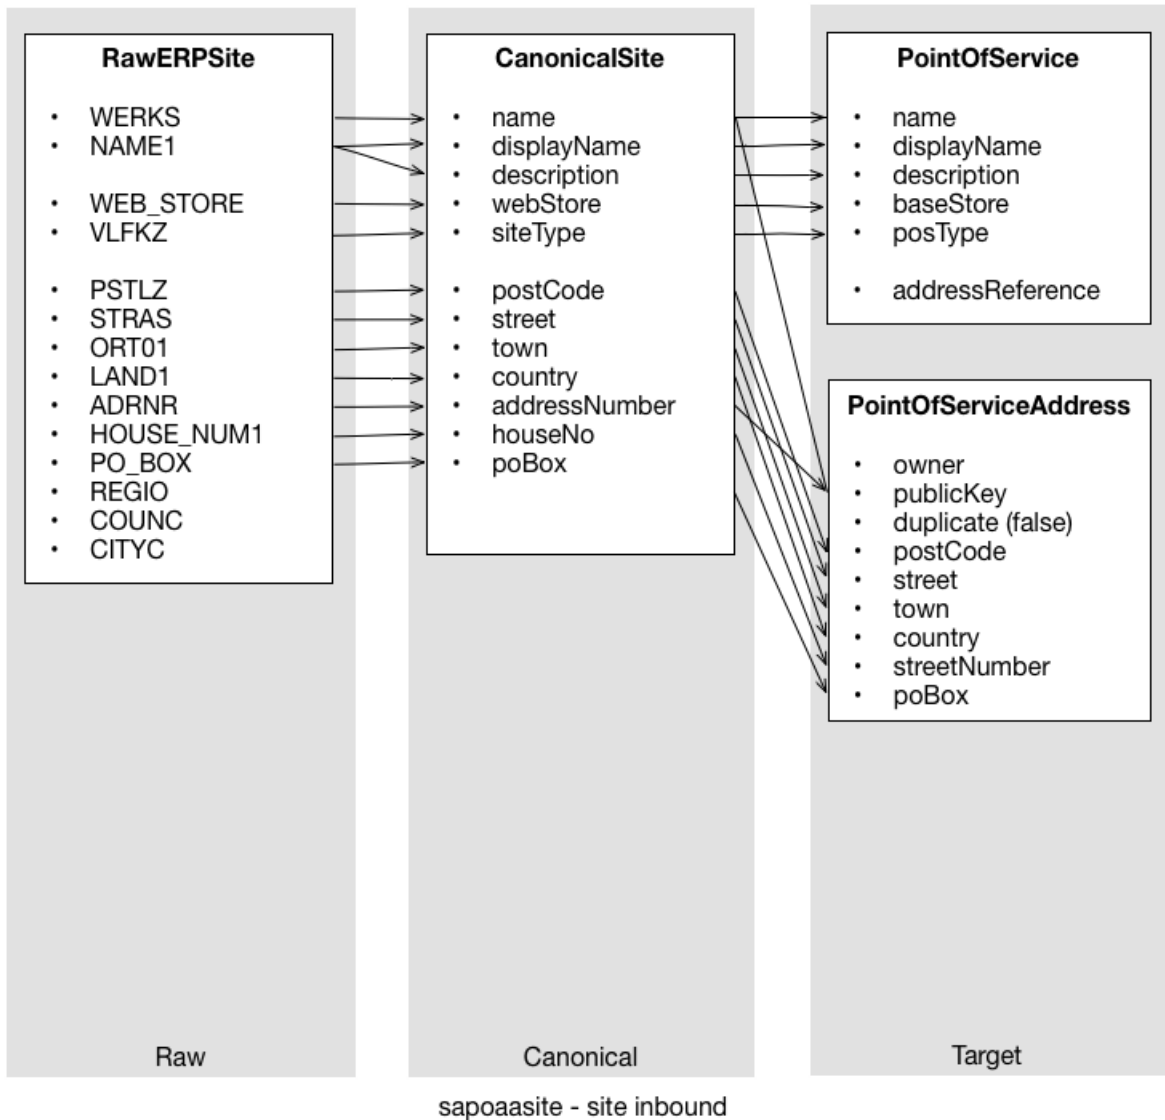 RawERPSite
• WERKS
• NAME1
• WEB_STORE
• VLFKZ
• PSTLZ
• STRAS
• ORT01
• LAND1
• ADRNR
• HOUSE_NUM1
• PO_BOX
• REGIO
• COUNC
• CITYC
Raw
CanonicalSite
• name
• displayName
• description
• webStore
• siteType
• postCode
• street
• town
• country
• addressNumber
• houseNo
• poBox
Canonical
PointOfService
• name
• displayName
• description
• baseStore
• posType
• addressReference
PointOfServiceAddress
• owner
• publicKey
• duplicate (false)
• postCode
• street
• town
• country
• streetNumber
• poBox
Target
sapoaasite - site inbound